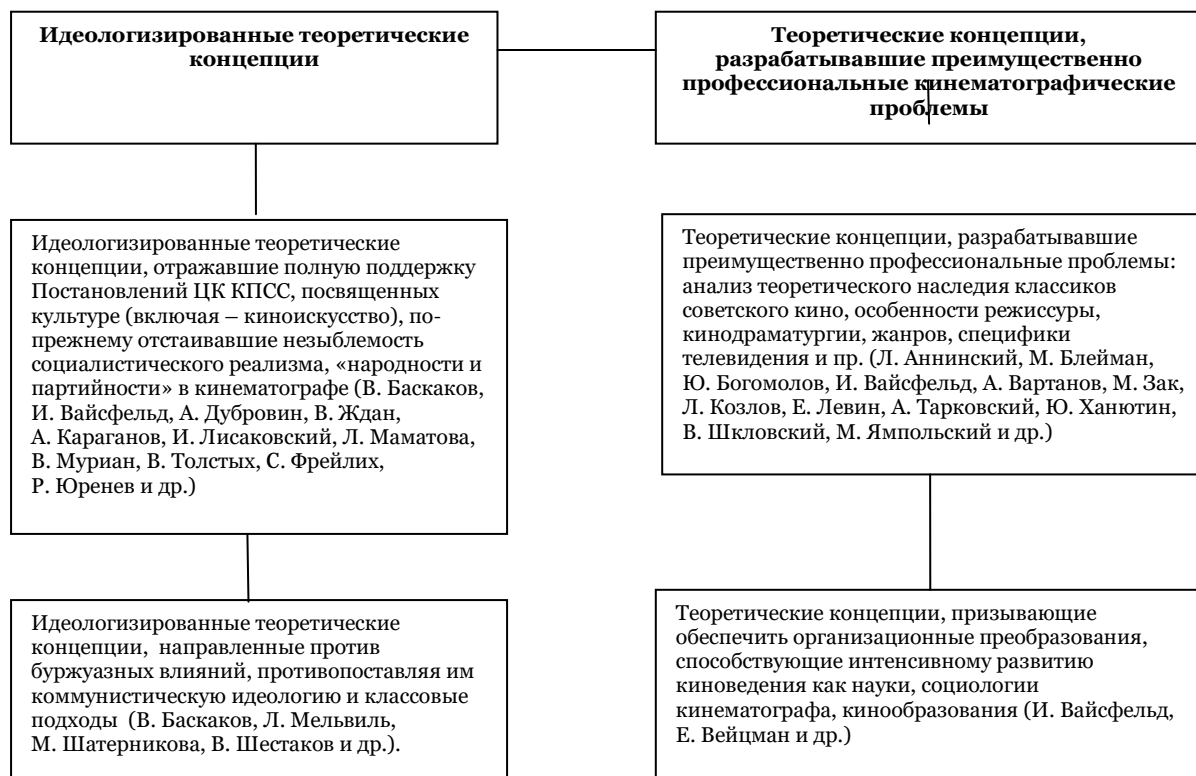 Идеологизированные теоретические
концепции
Теоретические концепции,
разрабатывавшие преимущественно
профессиональные кинематографические
проблемы
Идеологизированные теоретические
концепции, отражавшие полную поддержку
Постановлений ЦК КПСС, посвященных
культуре (включая – киноискусство), по-
прежнему отстаивавшие незыблемость
социалистического реализма, «народности и
партийности» в кинематографе (В. Баскаков,
И. Вайсфельд, А. Дубровин, В. Ждан,
А. Караганов, И. Лисаковский, Л. Маматова,
В. Муриан, В. Толстых, С. Фрейлих,
Р. Юренев и др.)
Теоретические концепции, разрабатывавшие
преимущественно профессиональные проблемы:
анализ теоретического наследия классиков
советского кино, особенности режиссуры,
кинодраматургии, жанров, специфики
телевидения и пр. (Л. Аннинский, М. Блейман,
Ю. Богомолов, И. Вайсфельд, А. Вартанов, М. Зак,
Л. Козлов, Е. Левин, А. Тарковский, Ю. Ханютин,
В. Шкловский, М. Ямпольский и др.)
Идеологизированные теоретические
концепции, направленные против
буржуазных влияний, противопоставляя им
коммунистическую идеологию и классовые
подходы (В. Баскаков, Л. Мельвиль,
М. Шатерникова, В. Шестаков и др.).
Теоретические концепции, призывающие
обеспечить организационные преобразования,
способствующие интенсивному развитию
киноведения как науки, социологии
кинематографа, кинообразования (И. Вайсфельд,
Е. Вейцман и др.)